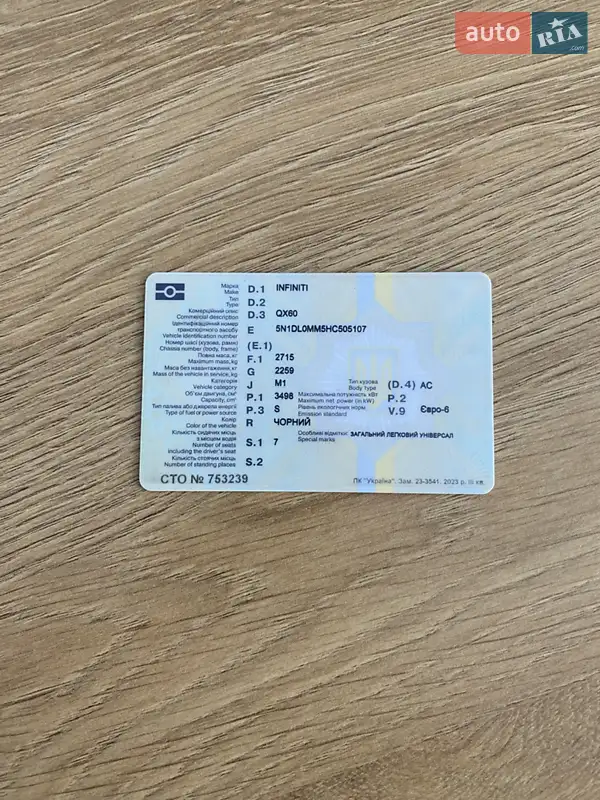 auto RIA .com
Марка D.1 INFINITI
Make
Тип D.2
Type
Комерційний опис D.3 QX60
Commercial description
Ідентифікаційний номер
транспортного засобу E 5N1DL0MM5HC505107
Vehicle identification number
Номер шасі (кузова, рами) (E.1)
Chassis number (body, frame)
Повна маса, кг F.1 2715
Maximum mass, kg
Маса без навантаження, кг G 2259
Mass of the vehicle in service, kg
Категорія J M1 Тип кузова (D.4) AC
Vehicle category Body type
Об'єм двигуна, см³ P.1 3498 Максимальна потужність кВт P.2
Capacity, cm³ Maximum net power (in kW)
Тип палива або джерела енергії P.3 S Рівень екологічних норм V.9 Євро-6
Type of fuel or power source Emission standard
Колір R ЧОРНИЙ
Color of the vehicle
Кількість сидячих місць Особливі відмітки: ЗАГАЛЬНИЙ ЛЕГКОВИЙ УНІВЕРСАЛ
з місцем водія S.1 7 Special marks
Number of seats
including the driver's seat
Кількість стоячих місць S.2
Number of standing places
СТО № 753239 ПК "Україна". Зам. 23-3541. 2023 р. III кв.